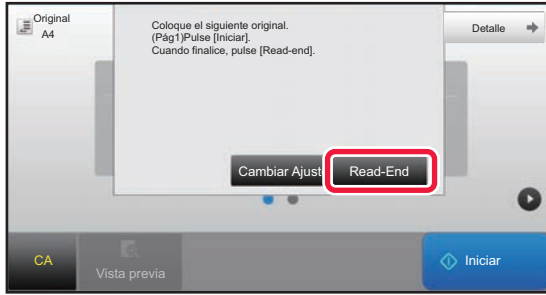 Original
A4
Coloque el siguiente original.
(Pág1)Pulse [Iniciar].
Cuando finalice, pulse [Read-end].
Detalle
Cambiar Ajust
Read-End
CA
Vista previa
Iniciar